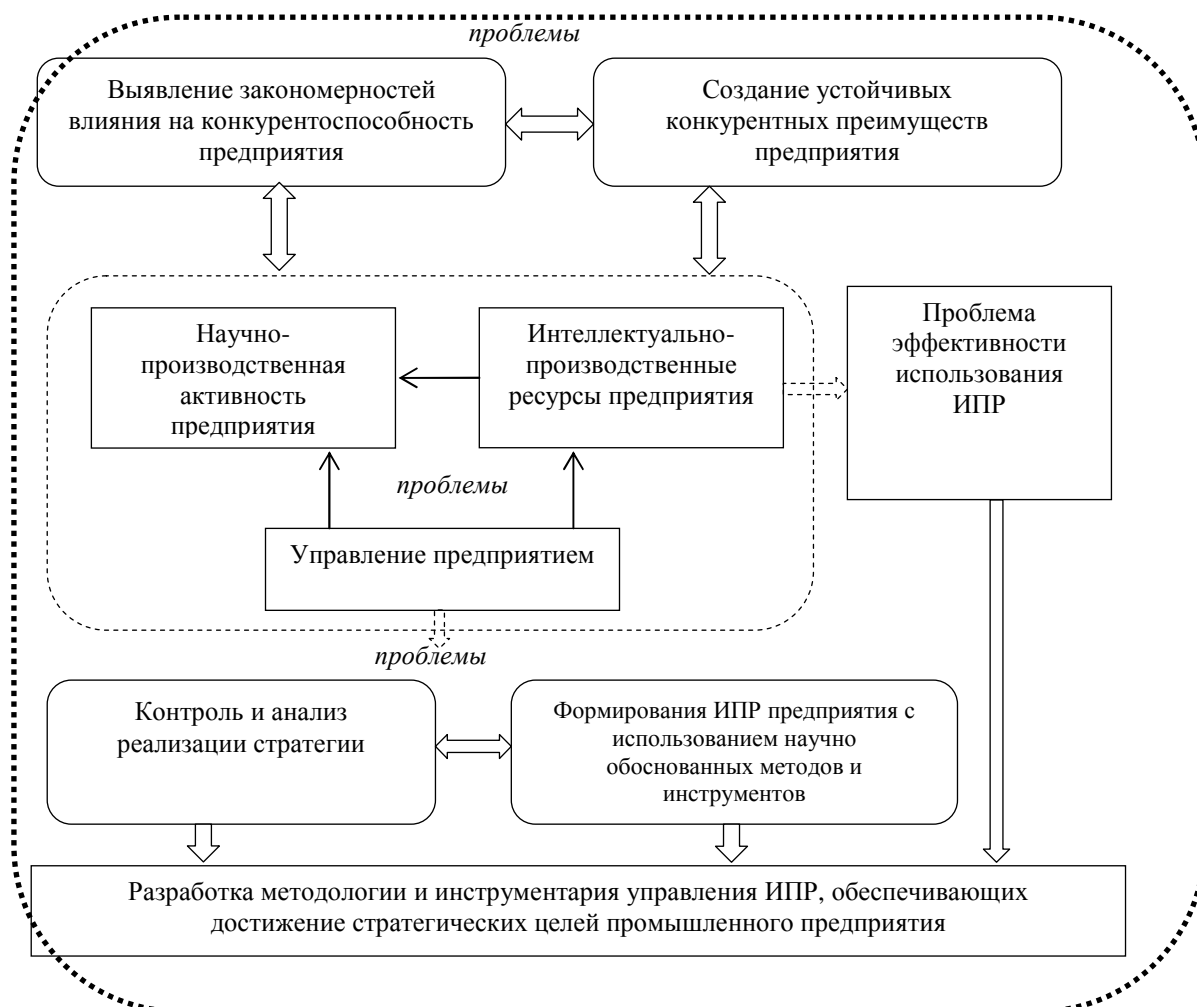 проблемы
Выявление закономерностей
влияния на конкурентоспособность
предприятия
Создание устойчивых
конкурентных преимуществ
предприятия
Научно-
производственная
активность
предприятия
Интеллектуально-
производственные
ресурсы предприятия
Проблема
эффективности
использования
ИПР
проблемы
Управление предприятием
проблемы
Контроль и анализ
реализации стратегии
Формирования ИПР предприятия с
использованием научно
обоснованных методов и
инструментов
Разработка методологии и инструментария управления ИПР, обеспечивающих
достижение стратегических целей промышленного предприятия